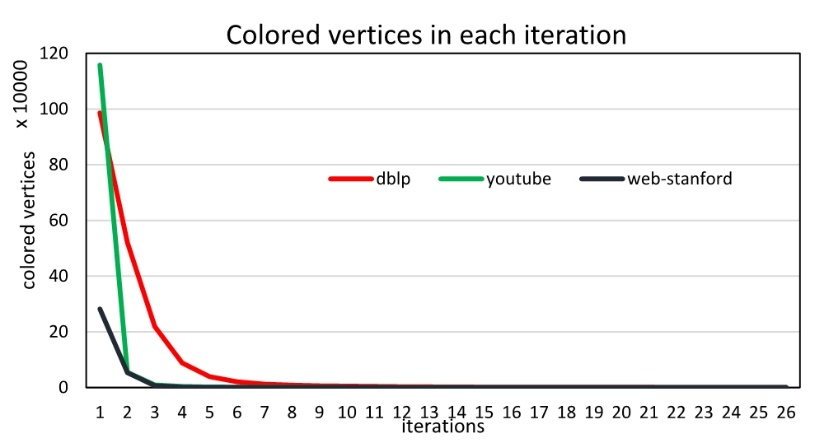 Colored vertices in each iteration
x 10000
colored vertices
120
100
80
60
40
20
0
dblp youtube web-stanford
1 2 3 4 5 6 7 8 9 10 11 12 13 14 15 16 17 18 19 20 21 22 23 24 25 26
iterations